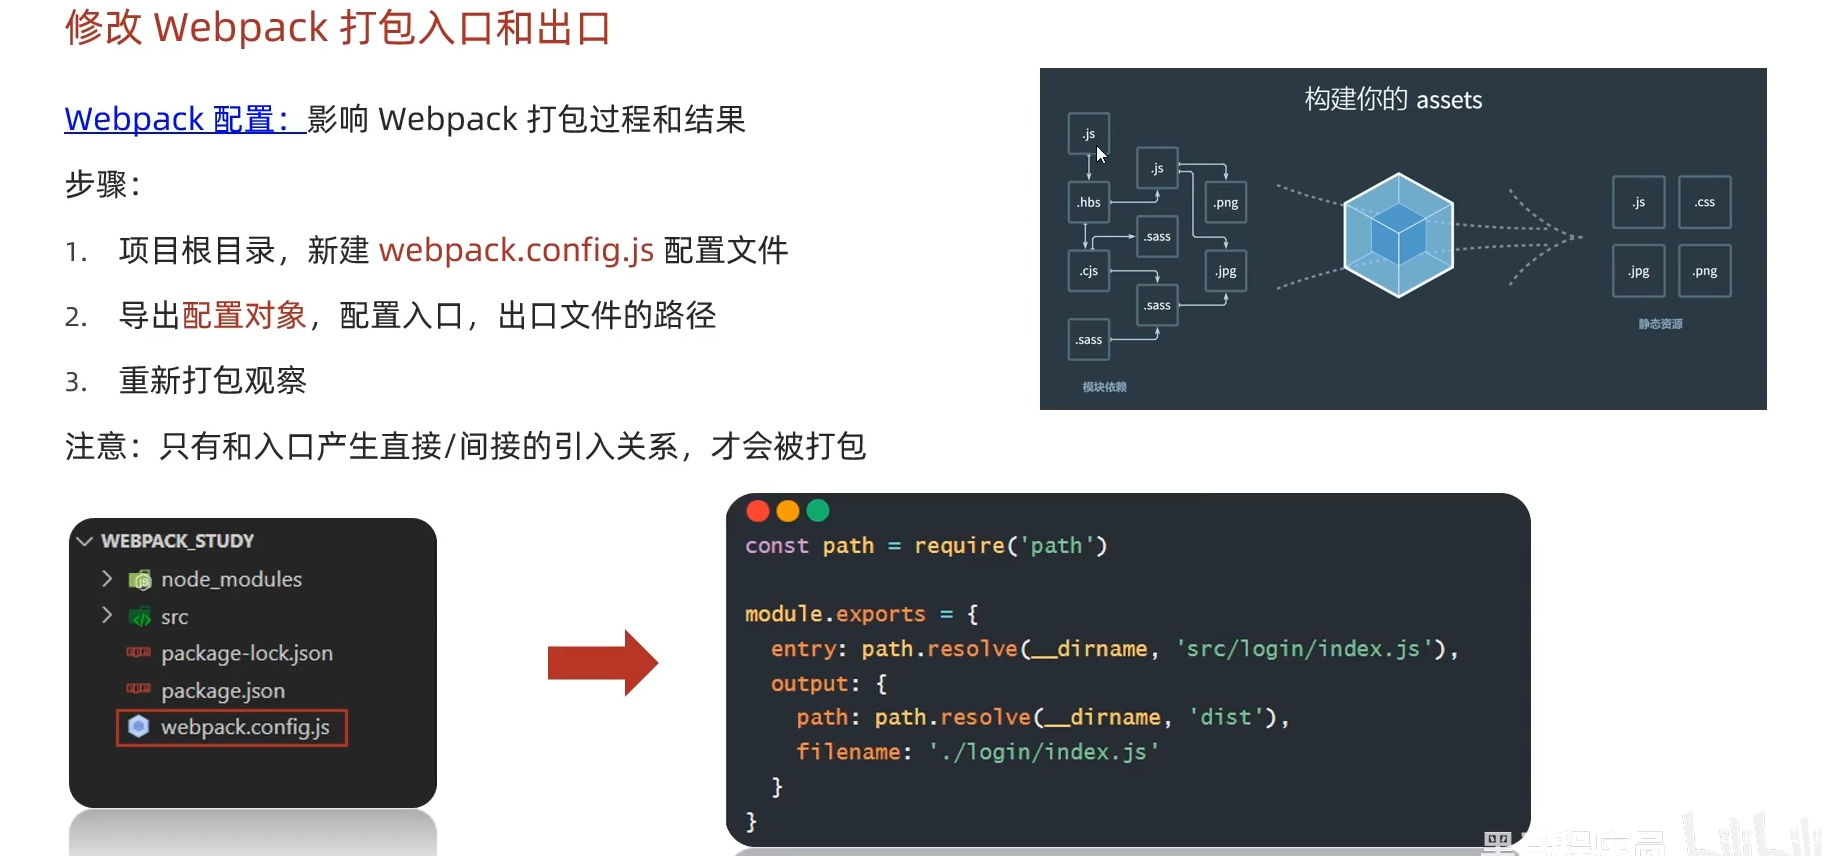 修改 Webpack 打包入口和出口
Webpack 配置：影响 Webpack 打包过程和结果
步骤：
1. 项目根目录，新建 webpack.config.js 配置文件
2. 导出配置对象，配置入口，出口文件的路径
3. 重新打包观察
注意：只有和入口产生直接/间接的引入关系，才会被打包
构建你的 assets
.js
.js
.hbs
.png
.sass
.cjs
.jpg
.sass
.sass
模块依赖
.js
.css
.jpg
.png
静态资源
WEBPACK_STUDY
node_modules
src
package-lock.json
package.json
webpack.config.js
const path = require('path')
module.exports = {
entry: path.resolve(__dirname, 'src/login/index.js'),
output: {
path: path.resolve(__dirname, 'dist'),
filename: './login/index.js'
}
}